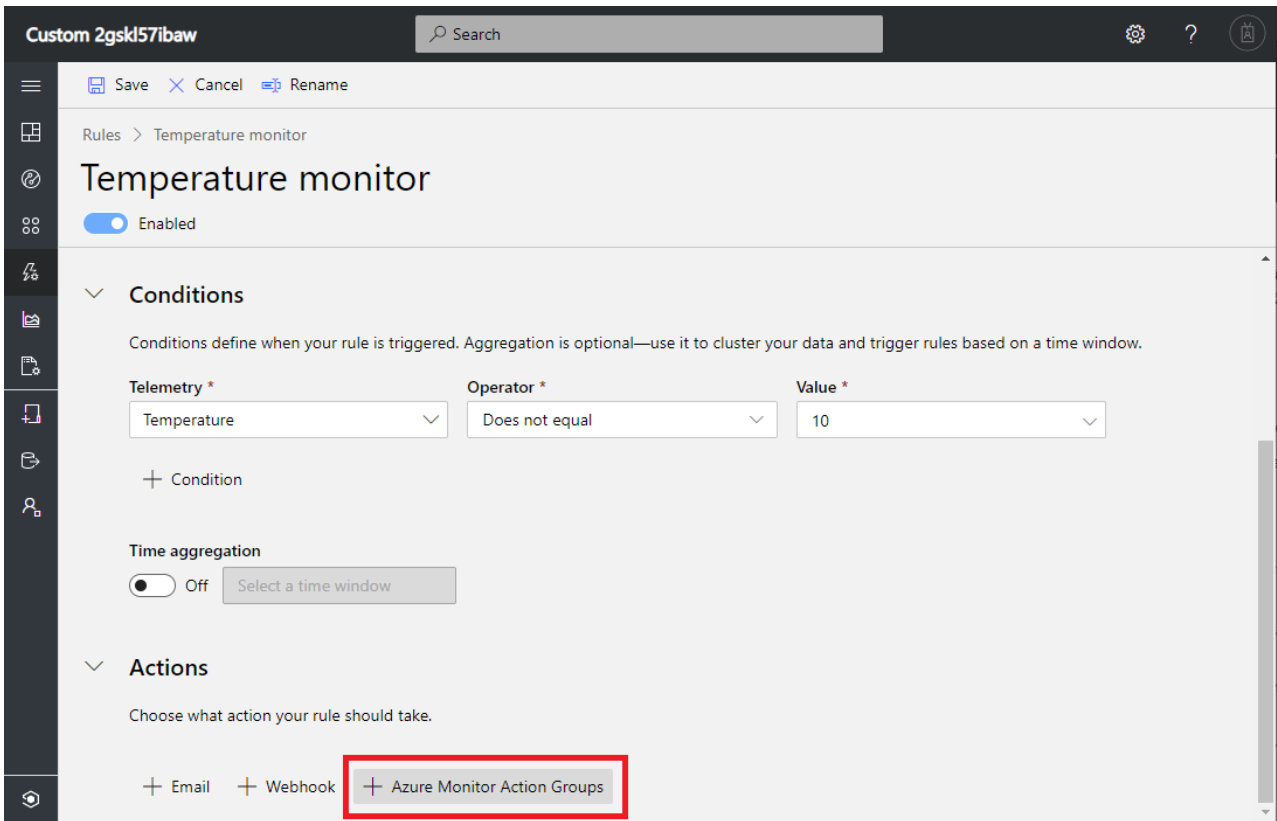 Custom 2gskl57ibaw
Search
?
Save Cancel Rename
Rules > Temperature monitor
Temperature monitor
Enabled
Conditions
Conditions define when your rule is triggered. Aggregation is optional—use it to cluster your data and trigger rules based on a time window.
Telemetry * Operator * Value *
Temperature Does not equal 10
+ Condition
Time aggregation
Off Select a time window
Actions
Choose what action your rule should take.
+ Email + Webhook + Azure Monitor Action Groups